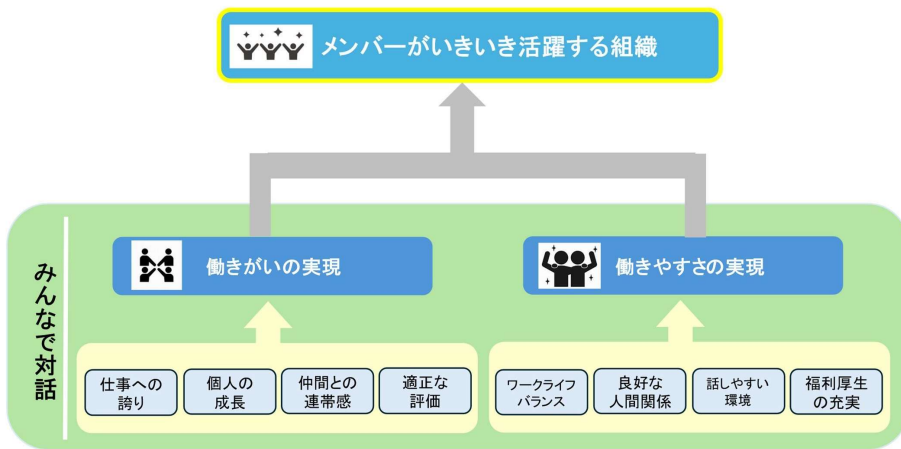 メンバーがいきいき活躍する組織
みんなで対話
働きがいの実現
働きやすさの実現
仕事への
誇り
個人の
成長
仲間との
連帯感
適正な
評価
ワークライフ
バランス
良好な
人間関係
話しやすい
環境
福利厚生
の充実